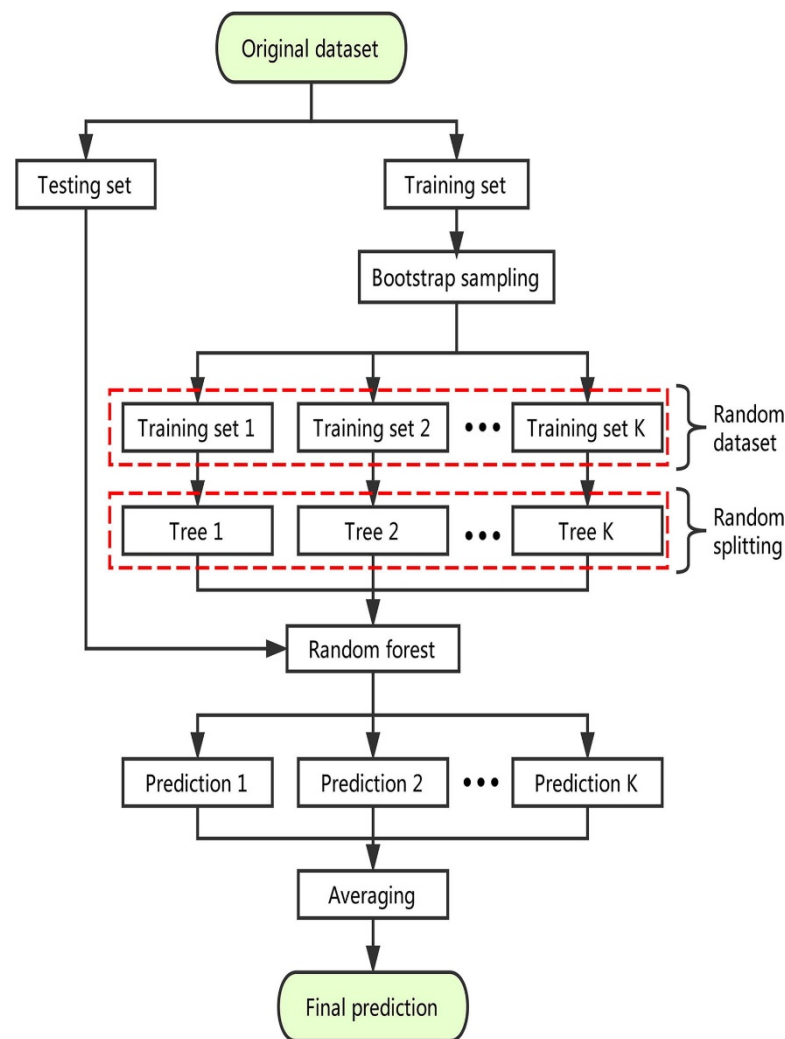 Original dataset
Testing set
Training set
Bootstrap sampling
Training set 1
Training set 2
•••
Training set K
Random
dataset
Tree 1
Tree 2
•••
Tree K
Random
splitting
Random forest
Prediction 1
Prediction 2
•••
Prediction K
Averaging
Final prediction